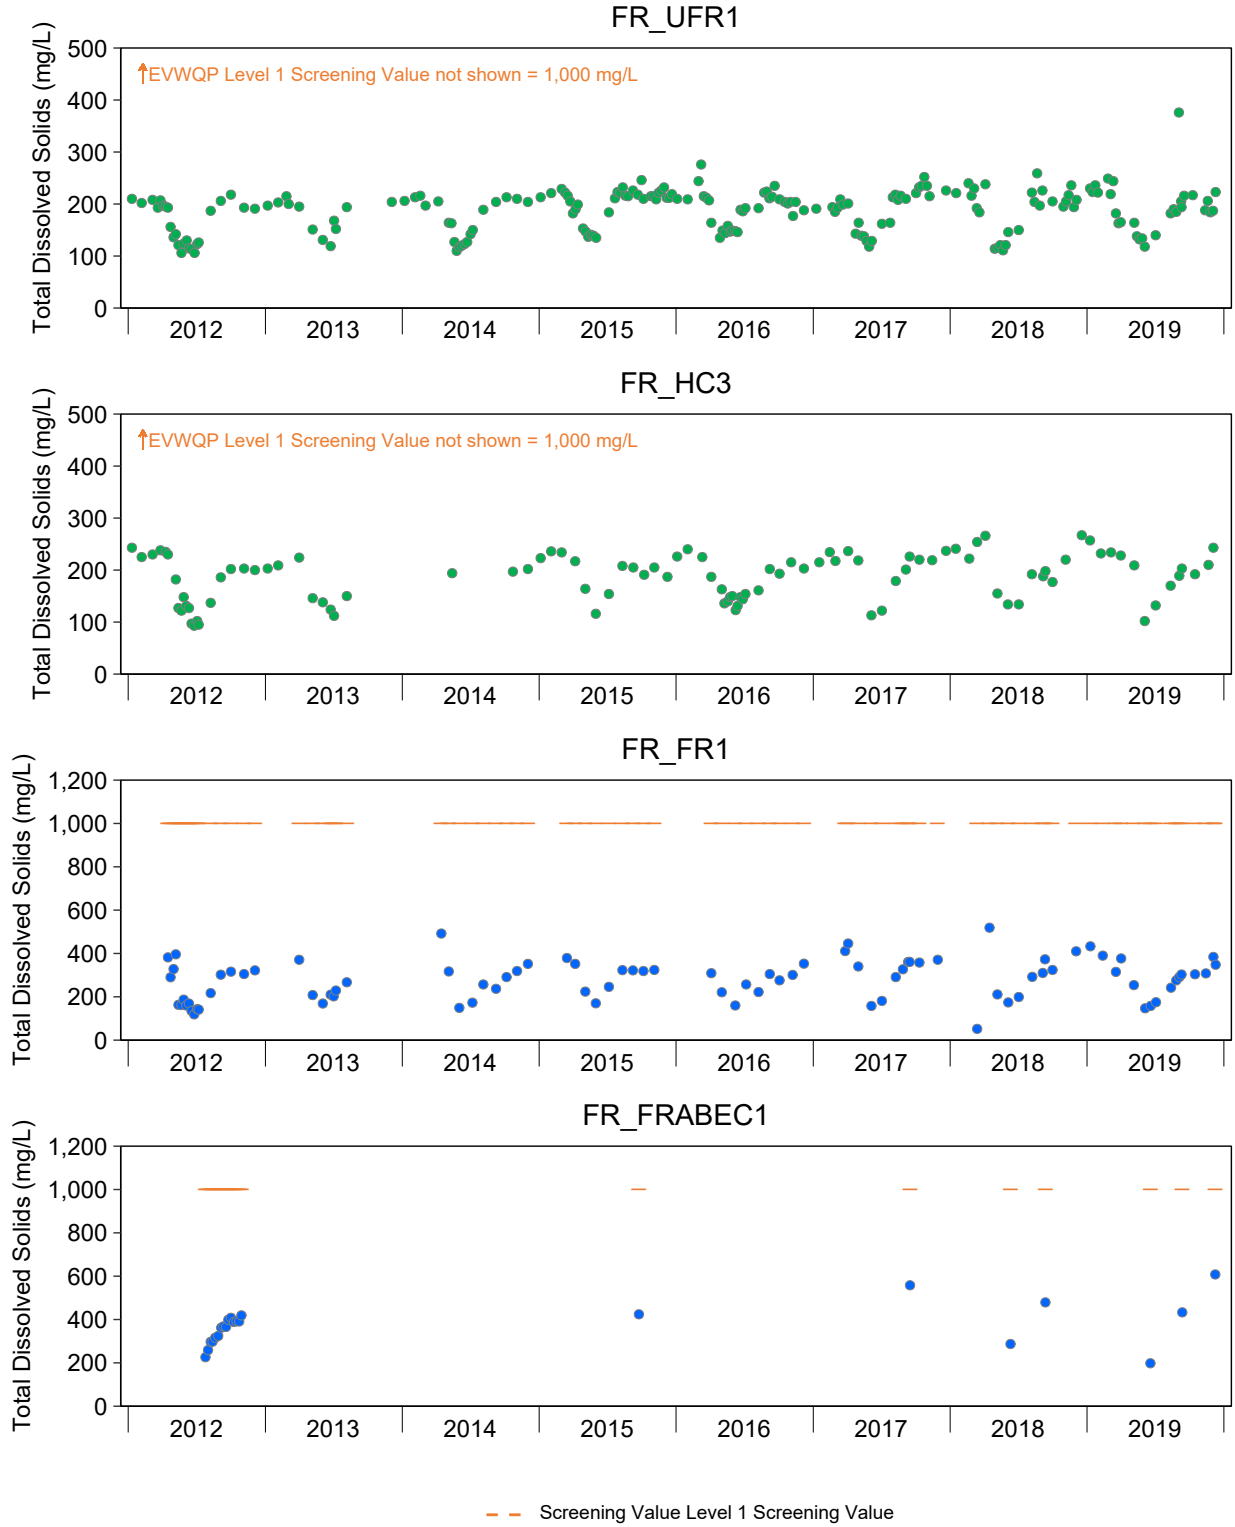 FR_UFR1
Total Dissolved Solids (mg/L)
500
400
300
200
100
0
EVWQP Level 1 Screening Value not shown = 1,000 mg/L
2012 2013 2014 2015 2016 2017 2018 2019
FR_HC3
Total Dissolved Solids (mg/L)
500
400
300
200
100
0
EVWQP Level 1 Screening Value not shown = 1,000 mg/L
2012 2013 2014 2015 2016 2017 2018 2019
FR_FR1
Total Dissolved Solids (mg/L)
1,200
1,000
800
600
400
200
0
2012 2013 2014 2015 2016 2017 2018 2019
FR_FRABEC1
Total Dissolved Solids (mg/L)
1,200
1,000
800
600
400
200
0
2012 2013 2014 2015 2016 2017 2018 2019
Screening Value Level 1 Screening Value